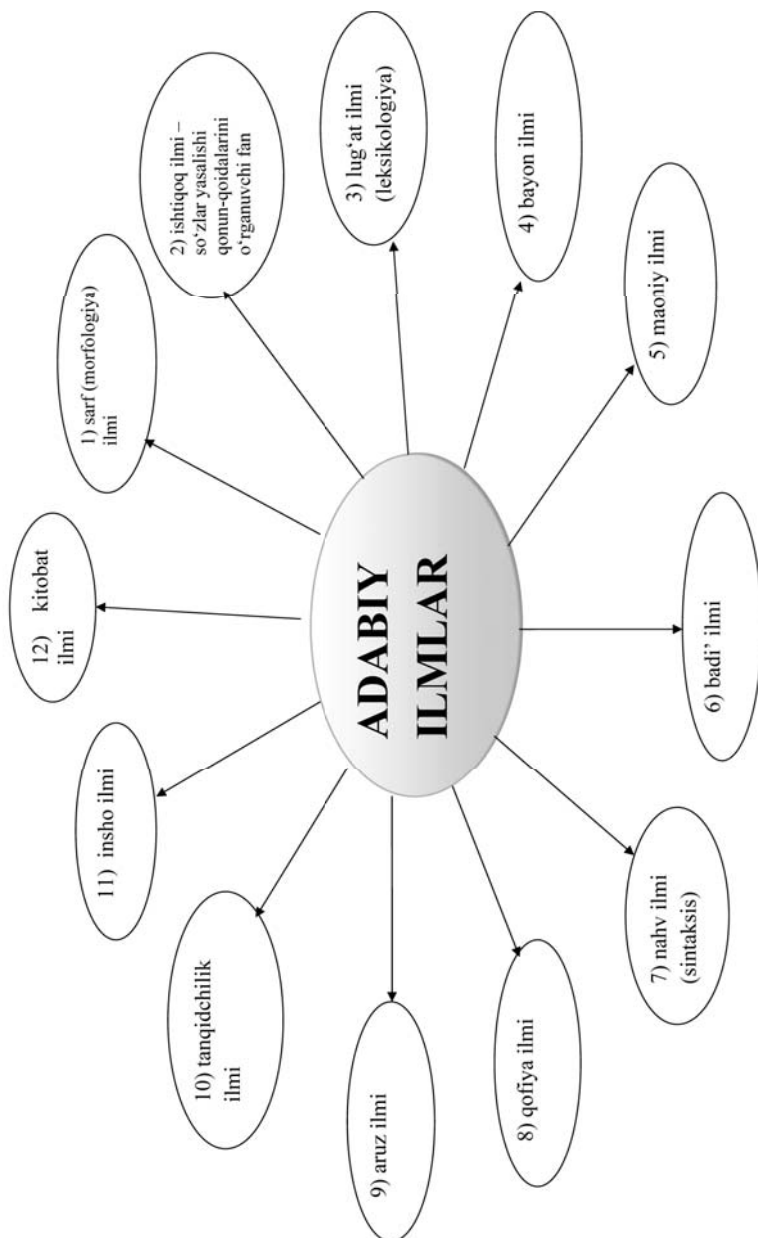 ADABIY
ILMLAR
1) sarf (morfologiya)
ilmi
2) ishtiqoq ilmi –
so‘zlar yasalishi
qonun-qoidalarini
o‘rganuvchi fan
3) lug‘at ilmi
(leksikologiya)
4) bayon ilmi
5) maoniy ilmi
6) badi’ ilmi
7) nahv ilmi
(sintaksis)
8) qofiya ilmi
9) aruz ilmi
10) tanqidchilik
ilmi
11) insho ilmi
12) kitobat
ilmi